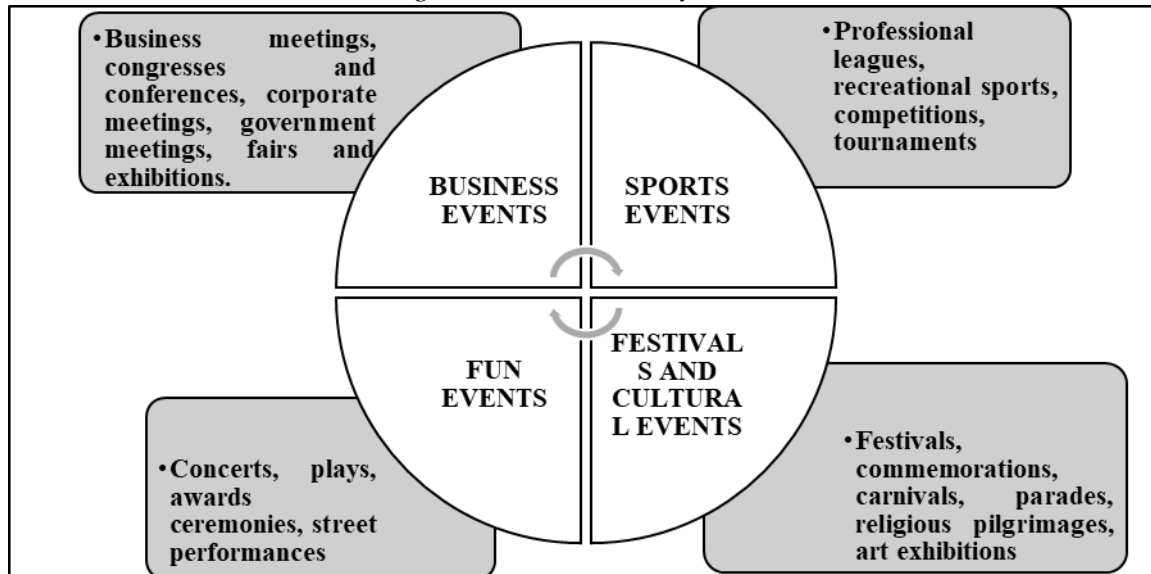 •Business meetings,
congresses and
conferences, corporate
meetings, government
meetings, fairs and
exhibitions.
•Professional
leagues,
recreational sports,
competitions,
tournaments
BUSINESS
EVENTS
SPORTS
EVENTS
FUN
EVENTS
FESTIVAL
S AND
CULTURA
L EVENTS
•Concerts, plays,
awards
ceremonies, street
performances
•Festivals,
commemorations,
carnivals, parades,
religious pilgrimages,
art exhibitions